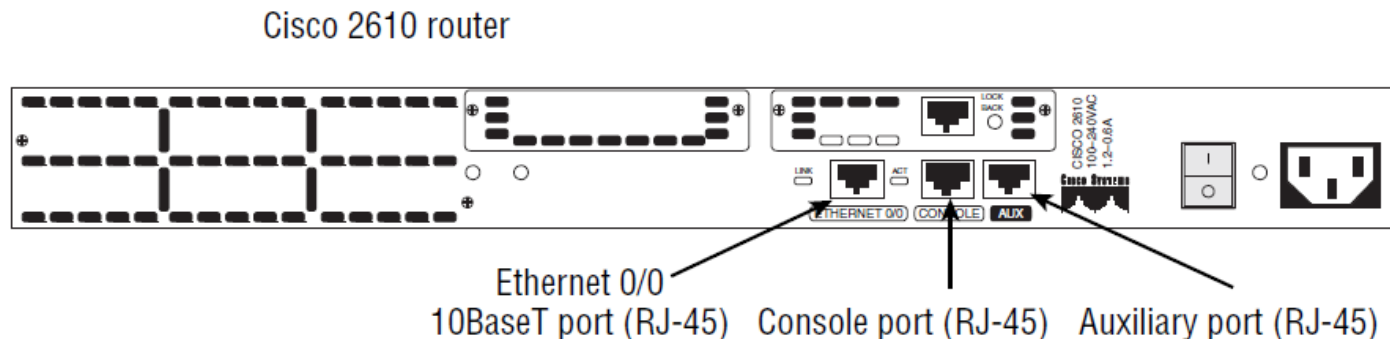 Cisco 2610 router
LOCK
BACK
CISCO 2610
100–240VAC
1.2–0.6A
CISCO SYSTEMS
LINK
ACT
ETHERNET 0/0
CONSOLE
AUX
Ethernet 0/0
10BaseT port (RJ-45)
Console port (RJ-45)
Auxiliary port (RJ-45)